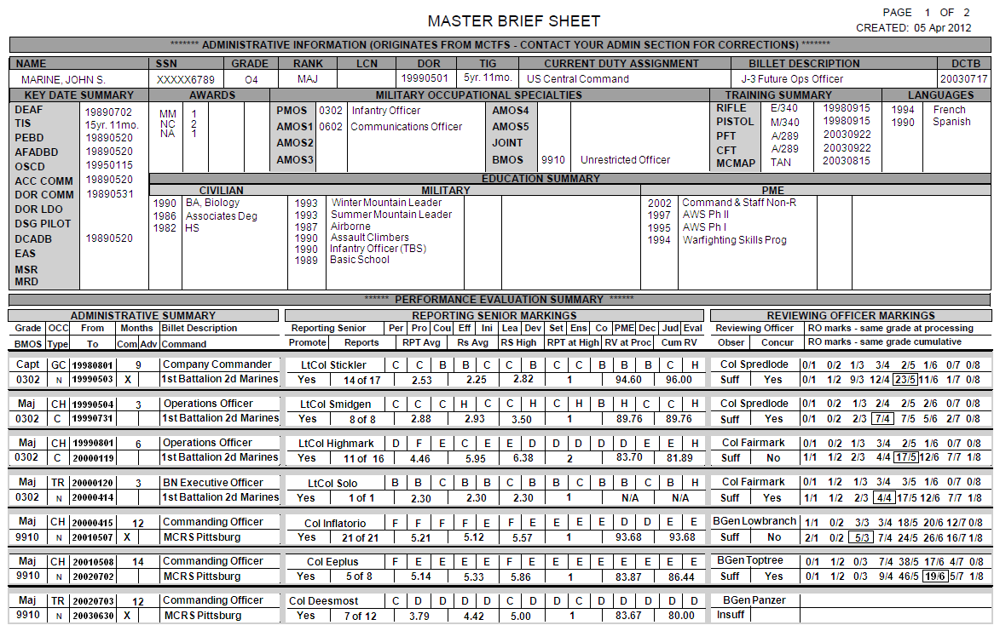 PAGE 1 OF 2
MASTER BRIEF SHEET
CREATED: 05 Apr 2012
******* ADMINISTRATIVE INFORMATION (ORIGINATES FROM MCTFS - CONTACT YOUR ADMIN SECTION FOR CORRECTIONS) *******
NAME SSN GRADE RANK LCN DOR TIG CURRENT DUTY ASSIGNMENT BILLET DESCRIPTION DCTB
MARINE, JOHN S. XXXXX6789 O4 MAJ 19990501 5yr. 11mo. US Central Command J-3 Future Ops Officer 20030717
KEY DATE SUMMARY AWARDS MILITARY OCCUPATIONAL SPECIALTIES TRAINING SUMMARY LANGUAGES
DEAF 19890702 MM 1 PMOS 0302 Infantry Officer AMOS4 RIFLE E/340 19980915 1994 French
TIS 15yr. 11mo. NC 2 AMOS1 0602 Communications Officer AMOS5 PISTOL M/340 19980915 1990 Spanish
PEBD 19890520 NA 1 AMOS2 JOINT PFT A/289 20030922
AFADBD 19890520 AMOS3 BMOS 9910 Unrestricted Officer CFT A/289 20030922
OSCD 19950115 MCMAP TAN 20030815
ACC COMM 19890520 EDUCATION SUMMARY
DOR COMM 19890531 CIVILIAN MILITARY PME
DOR LDO 1990 BA, Biology 1993 Winter Mountain Leader 2002 Command & Staff Non-R
DSG PILOT 1986 Associates Deg 1993 Summer Mountain Leader 1997 AWS Ph II
DCADB 19890520 1982 HS 1987 Airborne 1995 AWS Ph I
EAS 1990 Assault Climbers 1994 Warfighting Skills Prog
MSR 1990 Infantry Officer (TBS)
MRD 1989 Basic School
****** PERFORMANCE EVALUATION SUMMARY ******
ADMINISTRATIVE SUMMARY REPORTING SENIOR MARKINGS REVIEWING OFFICER MARKINGS
Grade OCC From Months Billet Description Reporting Senior Per Pro Cou Eff Ini Lea Dev Set Ens Co PME Dec Jud Eval Reviewing Officer RO marks - same grade at processing
BMOS Type To Com Adv Command Promote Reports RPT Avg Rs Avg RS High RPT at High RV at Proc Cum RV Obser Concur RO marks - same grade cumulative
Capt GC 19980801 9 Company Commander LtCol Stickler C C B B C C B C C B B B C H Col Spredlode 0/1 0/2 1/3 3/4 2/5 1/6 0/7 0/8
0302 N 19990503 X 1st Battalion 2d Marines Yes 14 of 17 2.53 2.25 2.82 1 94.60 96.00 Suff Yes 0/1 1/2 9/3 12/4 23/5 11/6 1/7 0/8
Maj CH 19990504 3 Operations Officer LtCol Smidgen C C C H C C H C H B H C C H Col Spredlode 0/1 0/2 1/3 2/4 2/5 2/6 0/7 0/8
0302 C 19990731 1st Battalion 2d Marines Yes 8 of 8 2.88 2.93 3.50 1 89.76 89.76 Suff Yes 0/1 0/2 2/3 7/4 7/5 5/6 2/7 0/8
Maj CH 19990801 6 Operations Officer LtCol Highmark D F E C E E D D D D D E E H Col Fairmark 0/1 1/2 1/3 3/4 2/5 1/6 0/7 0/8
0302 C 20000119 1st Battalion 2d Marines Yes 11 of 16 4.46 5.95 6.38 2 83.70 81.89 Suff No 1/1 1/2 2/3 4/4 17/5 12/6 7/7 1/8
Maj TR 20000120 3 BN Executive Officer LtCol Solo B B C B B C B B C B B C B H Col Fairmark 0/1 1/2 1/3 3/4 3/5 1/6 0/7 0/8
0302 N 20000414 1st Battalion 2d Marines Yes 1 of 1 2.30 2.30 2.30 1 N/A N/A Suff Yes 1/1 1/2 2/3 4/4 17/5 12/6 7/7 1/8
Maj CH 20000415 12 Commanding Officer Col Inflatorio F F F F E F E E E E D D E E BGen Lowbranch 1/1 0/2 3/3 3/4 18/5 20/6 12/7 0/8
9910 N 20010507 X MCRS Pittsburg Yes 21 of 21 5.21 5.12 5.57 1 93.68 93.68 Suff No 2/1 0/2 5/3 7/4 24/5 26/6 16/7 1/8
Maj CH 20010508 14 Commanding Officer Col Eeplus F E E E E F E E E E E E E E BGen Toptree 0/1 1/2 0/3 7/4 38/5 17/6 4/7 0/8
9910 N 20020702 MCRS Pittsburg Yes 5 of 8 5.14 5.33 5.86 1 83.87 86.44 Suff Yes 0/1 1/2 0/3 9/4 46/5 19/6 5/7 1/8
Maj TR 20020703 12 Commanding Officer Col Deesmost C D D D D C D D C D D D D D BGen Panzer
9910 N 20030630 X MCRS Pittsburg Yes 7 of 12 3.79 4.42 5.00 1 83.67 80.00 Insuff